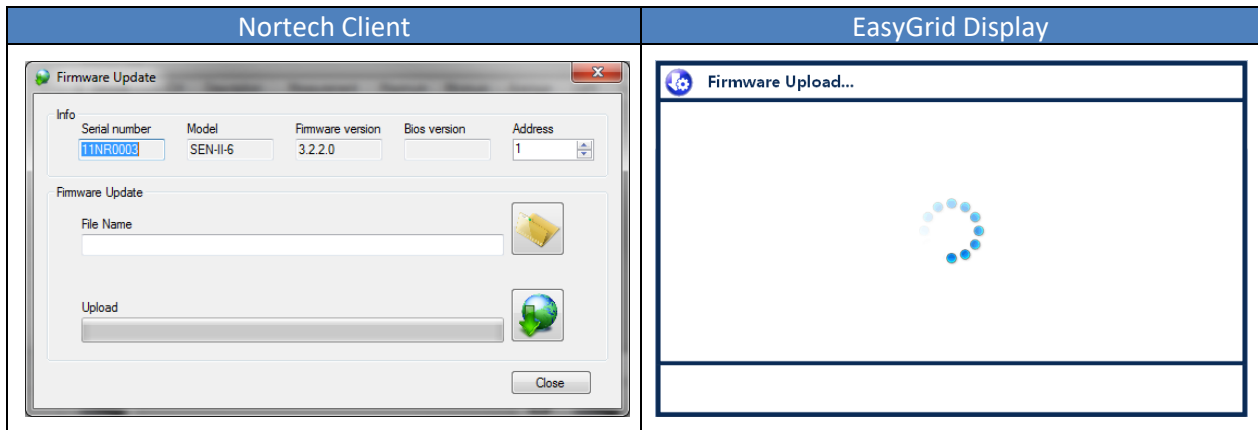 Nortech Client
EasyGrid Display
Firmware Update
Info
Serial number Model Firmware version Bios version Address
11NR0003 SEN-II-6 3.2.2.0 1
Firmware Update
File Name
Upload
Close
Firmware Upload...